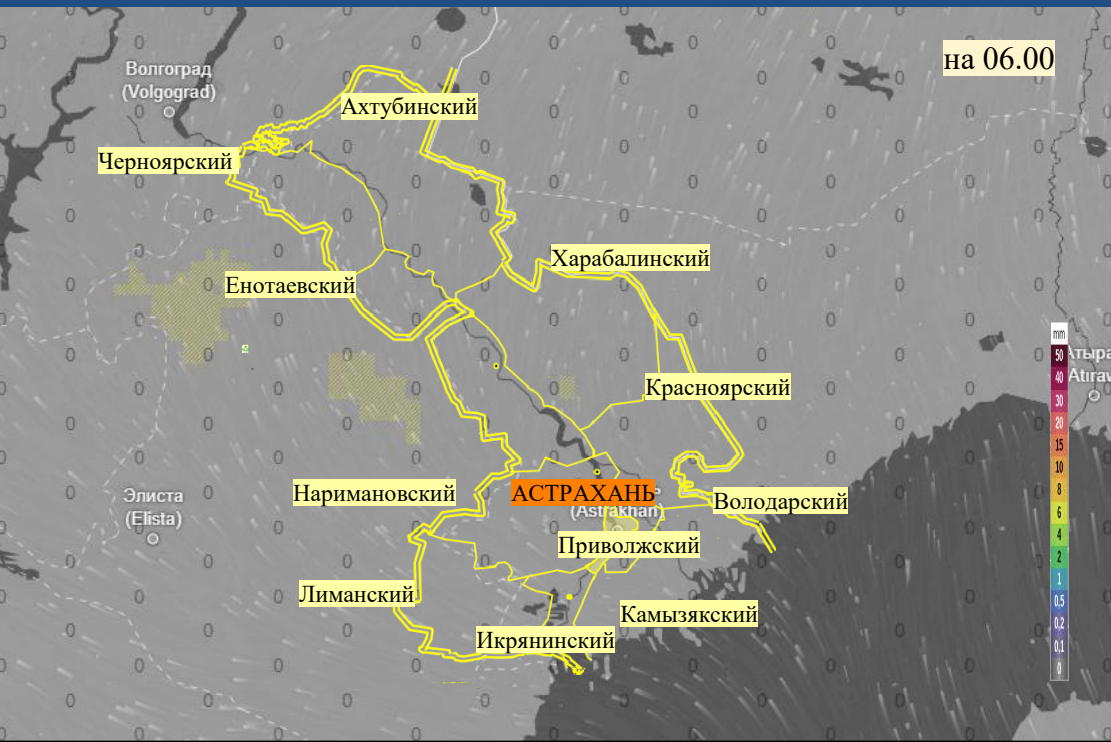 на 06.00
Волгоград
(Volgograd)
Ахтубинский
Черноярский
Харабалинский
Енотаевский
mm
50
40
30
20
15
10
8
6
4
2
1
0,5
0,2
0,1
0
Атыра
Atıraw
Красноярский
Элиста
(Elista)
Наримановский
АСТРАХАНЬ
(Astrakhan)
Володарский
Приволжский
Лиманский
Камызякский
Икрянинский